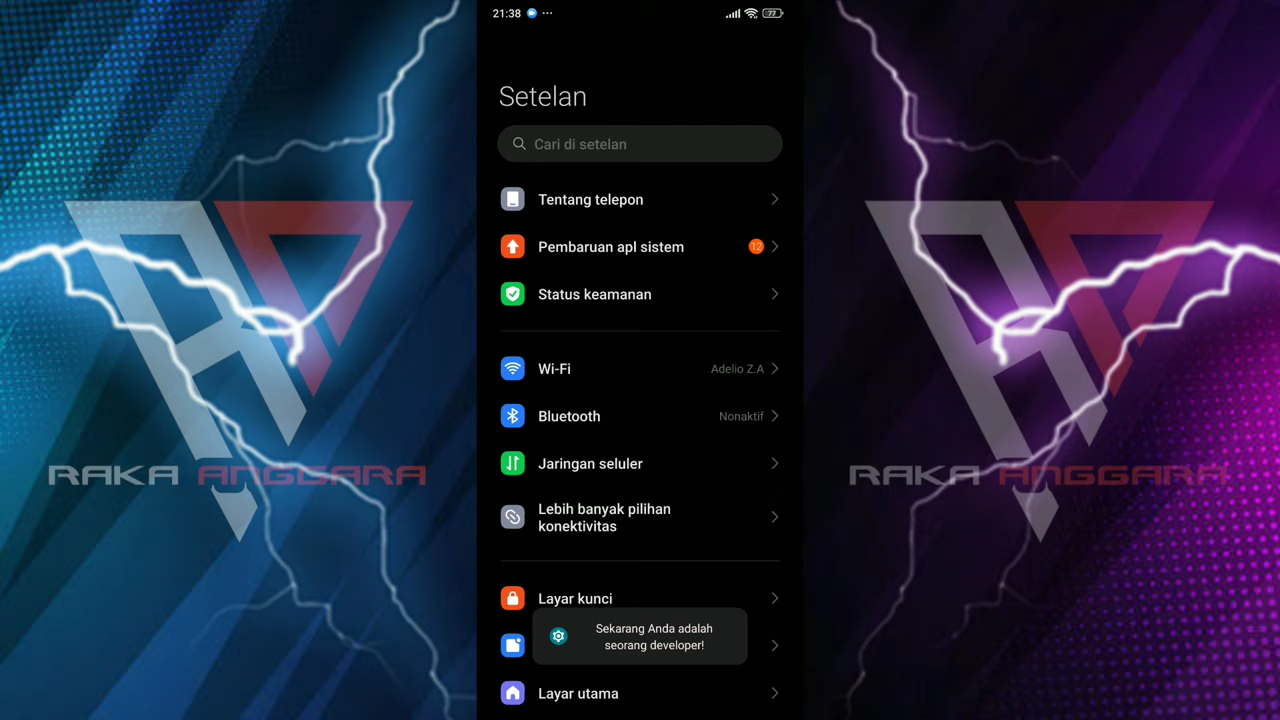 21:38
77
Setelan
Cari di setelan
Tentang telepon
Pembaruan apl sistem
12
Status keamanan
Wi-Fi
Adelio Z.A
Bluetooth
Nonaktif
Jaringan seluler
Lebih banyak pilihan
konektivitas
Layar kunci
Sekarang Anda adalah
seorang developer!
Layar utama
RAKA ANGGARA
RAKA ANGGARA